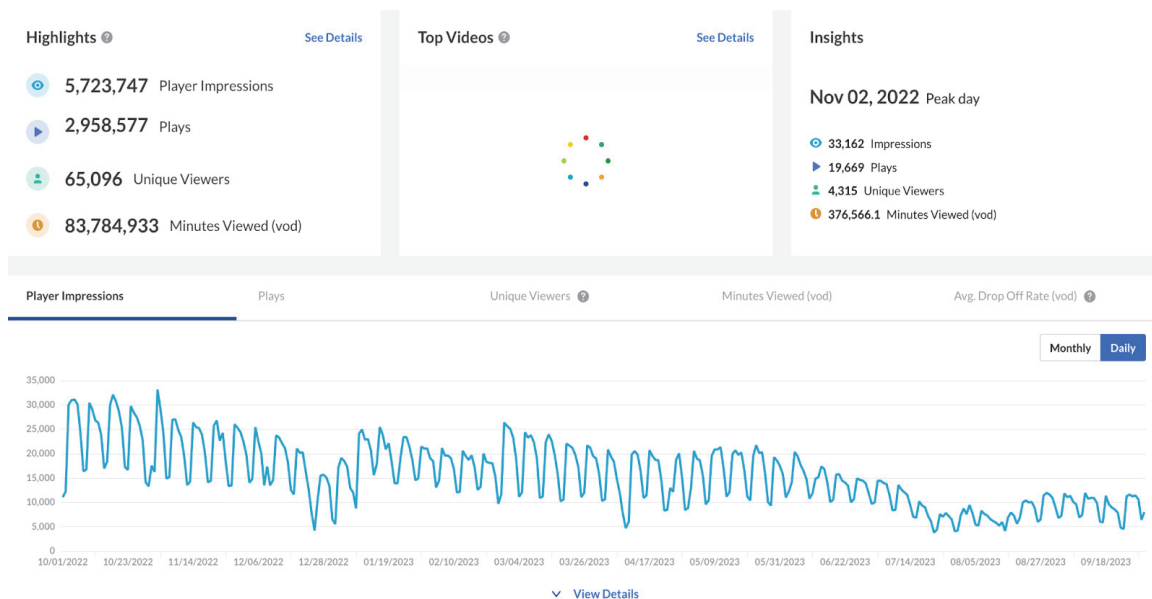 Highlights
See Details
5,723,747 Player Impressions
2,958,577 Plays
65,096 Unique Viewers
83,784,933 Minutes Viewed (vod)
Top Videos
See Details
Insights
Nov 02, 2022 Peak day
33,162 Impressions
19,669 Plays
4,315 Unique Viewers
376,566.1 Minutes Viewed (vod)
Player Impressions
Plays
Unique Viewers
Minutes Viewed (vod)
Avg. Drop Off Rate (vod)
Monthly
Daily
35,000
30,000
25,000
20,000
15,000
10,000
5,000
0
10/01/2022 10/23/2022 11/14/2022 12/06/2022 12/28/2022 01/19/2023 02/10/2023 03/04/2023 03/26/2023 04/17/2023 05/09/2023 05/31/2023 06/22/2023 07/14/2023 08/05/2023 08/27/2023 09/18/2023
View Details